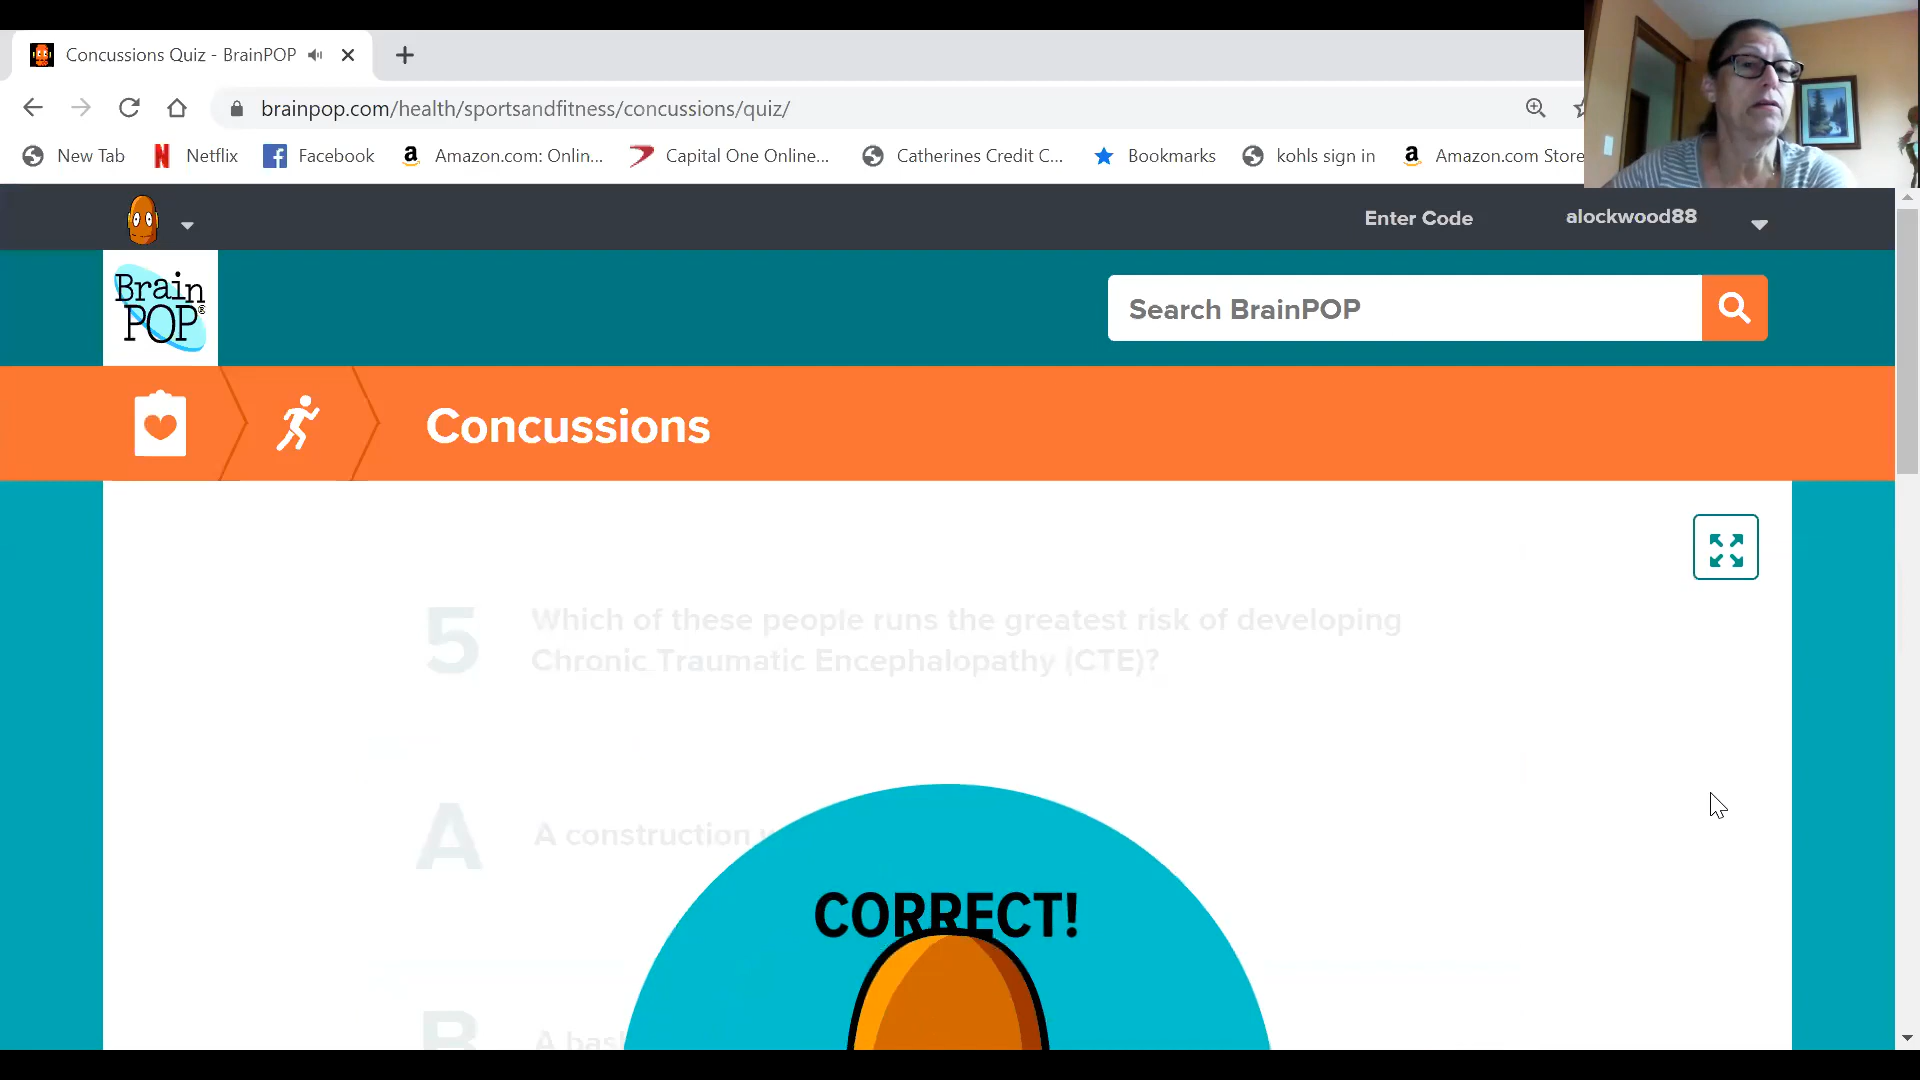 Concussions Quiz - BrainPOP
brainpop.com/health/sportsandfitness/concussions/quiz/
New Tab
Netflix
Facebook
Amazon.com: Onlin...
Capital One Online...
Catherines Credit C...
Bookmarks
kohls sign in
Amazon.com Store
Enter Code
alockwood88
Brain
POP®
Search BrainPOP
Concussions
5
Which of these people runs the greatest risk of developing
Chronic Traumatic Encephalopathy (CTE)?
A
A construction
CORRECT!
B
A